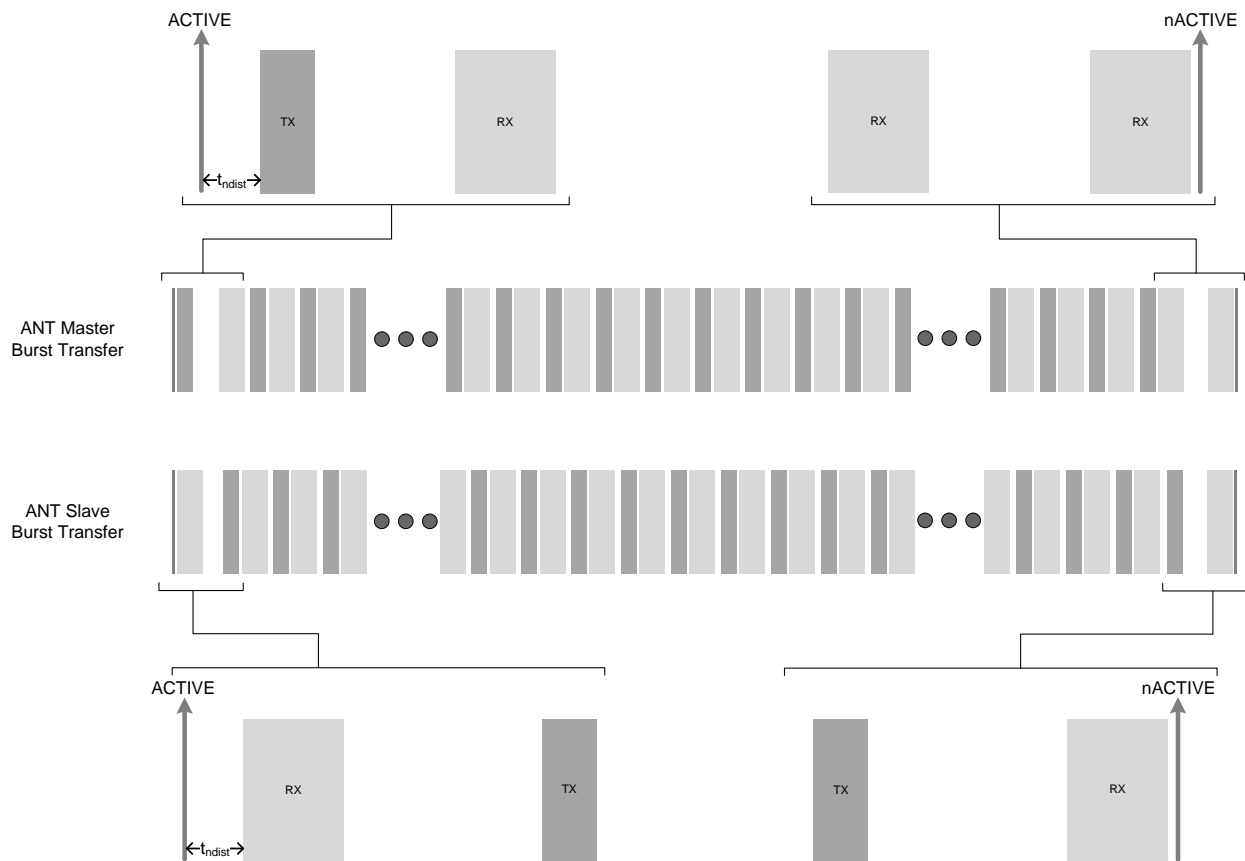 ACTIVE
nACTIVE
TX
RX
RX
RX
tndist
ANT Master
Burst Transfer
ANT Slave
Burst Transfer
ACTIVE
nACTIVE
RX
TX
TX
RX
tndist